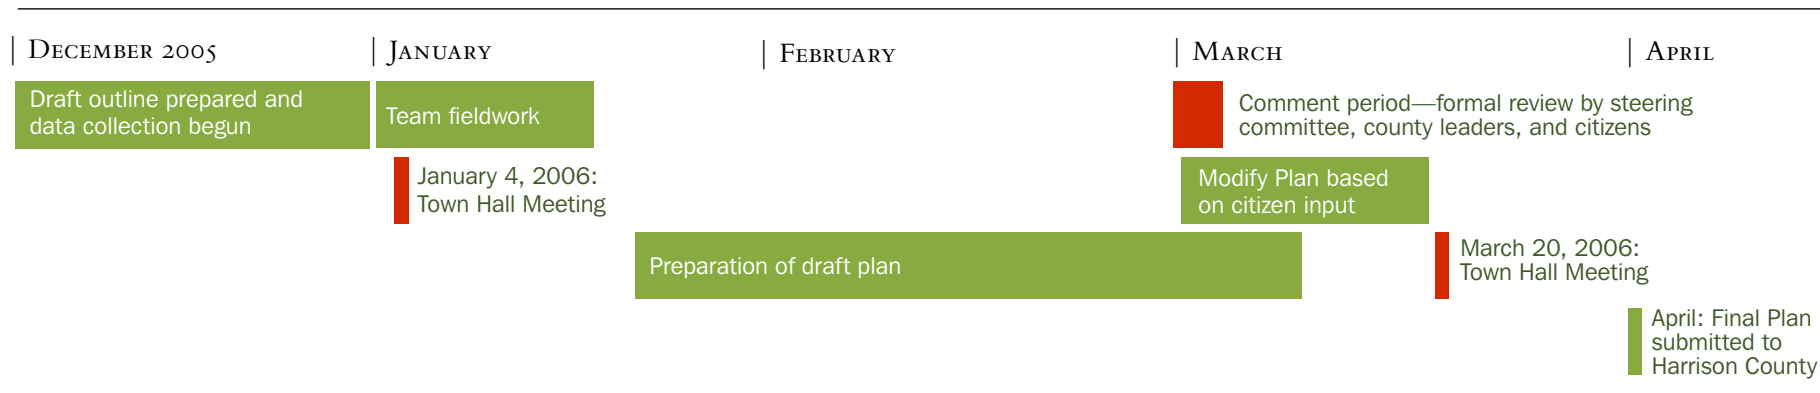 December 2005
January
February
March
April
Draft outline prepared and
data collection begun
Team fieldwork
Comment period—formal review by steering
committee, county leaders, and citizens
January 4, 2006:
Town Hall Meeting
Modify Plan based
on citizen input
Preparation of draft plan
March 20, 2006:
Town Hall Meeting
April: Final Plan
submitted to
Harrison County